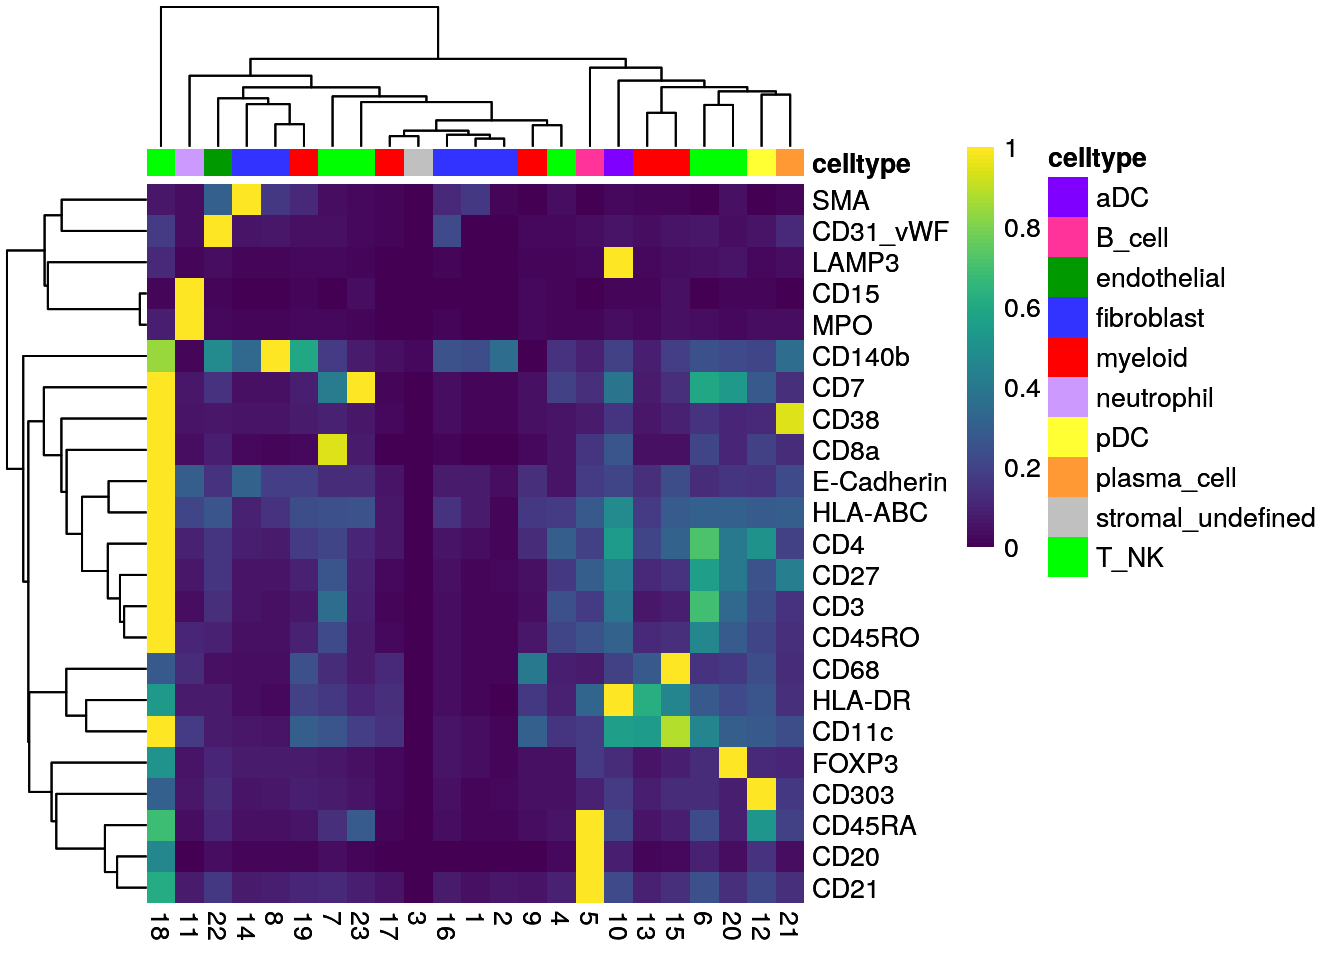 celltype
SMA
CD31_vWF
LAMP3
CD15
MPO
CD140b
CD7
CD38
CD8a
E-Cadherin
HLA-ABC
CD4
CD27
CD3
CD45RO
CD68
HLA-DR
CD11c
FOXP3
CD303
CD45RA
CD20
CD21
18 11 22 14 8 19 7 23 17 3 16 1 2 9 4 5 10 13 15 6 20 12 21
1
0.8
0.6
0.4
0.2
0
celltype
aDC
B_cell
endothelial
fibroblast
myeloid
neutrophil
pDC
plasma_cell
stromal_undefined
T_NK